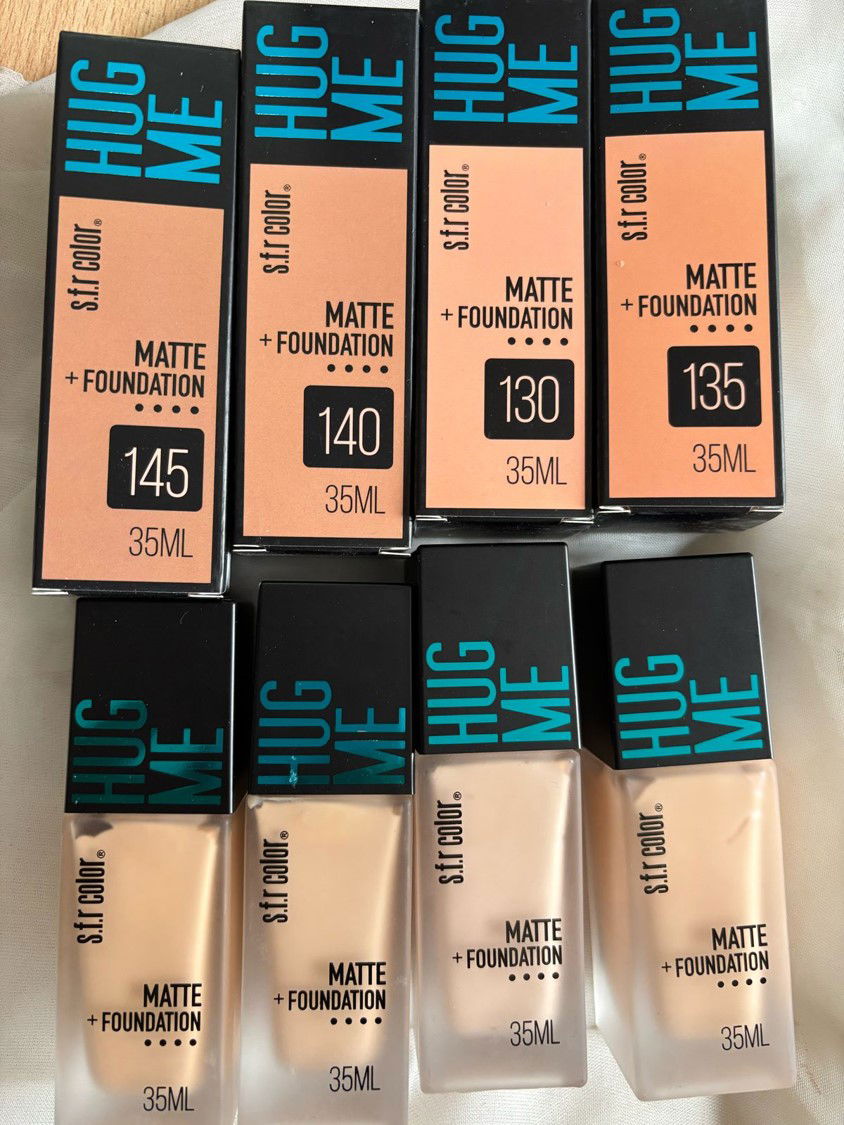 HUG
ME
s.f.r color®
MATTE
+ FOUNDATION
145
35ML
HUG
ME
s.f.r color®
MATTE
+ FOUNDATION
140
35ML
HUG
ME
s.f.r color®
MATTE
+ FOUNDATION
130
35ML
HUG
ME
s.f.r color®
MATTE
+ FOUNDATION
135
35ML
HUG
ME
s.f.r color®
MATTE
+ FOUNDATION
35ML
HUG
ME
s.f.r color®
MATTE
+ FOUNDATION
35ML
HUG
ME
s.f.r color®
MATTE
+ FOUNDATION
35ML
HUG
ME
s.f.r color®
MATTE
+ FOUNDATION
35ML